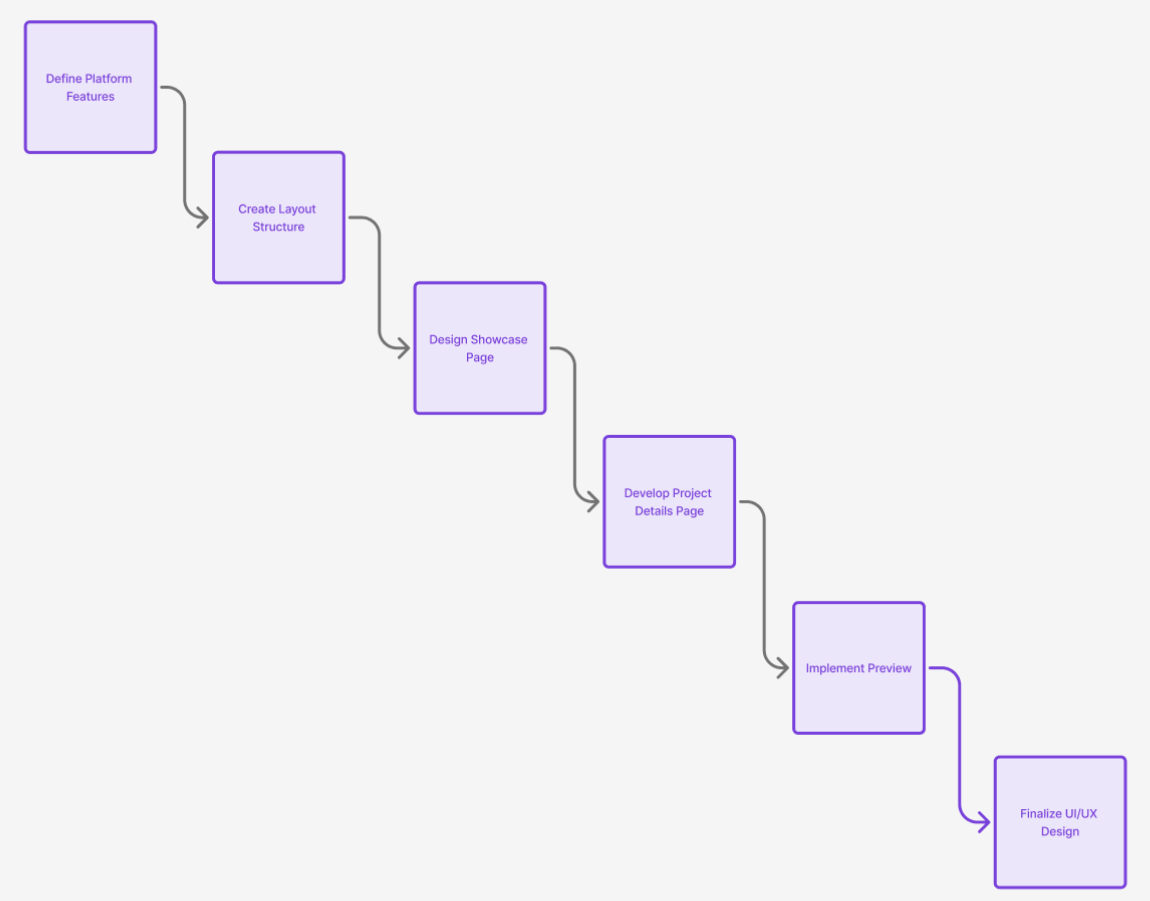 Define Platform
Features
Create Layout
Structure
Design Showcase
Page
Develop Project
Details Page
Implement Preview
Finalize UI/UX
Design